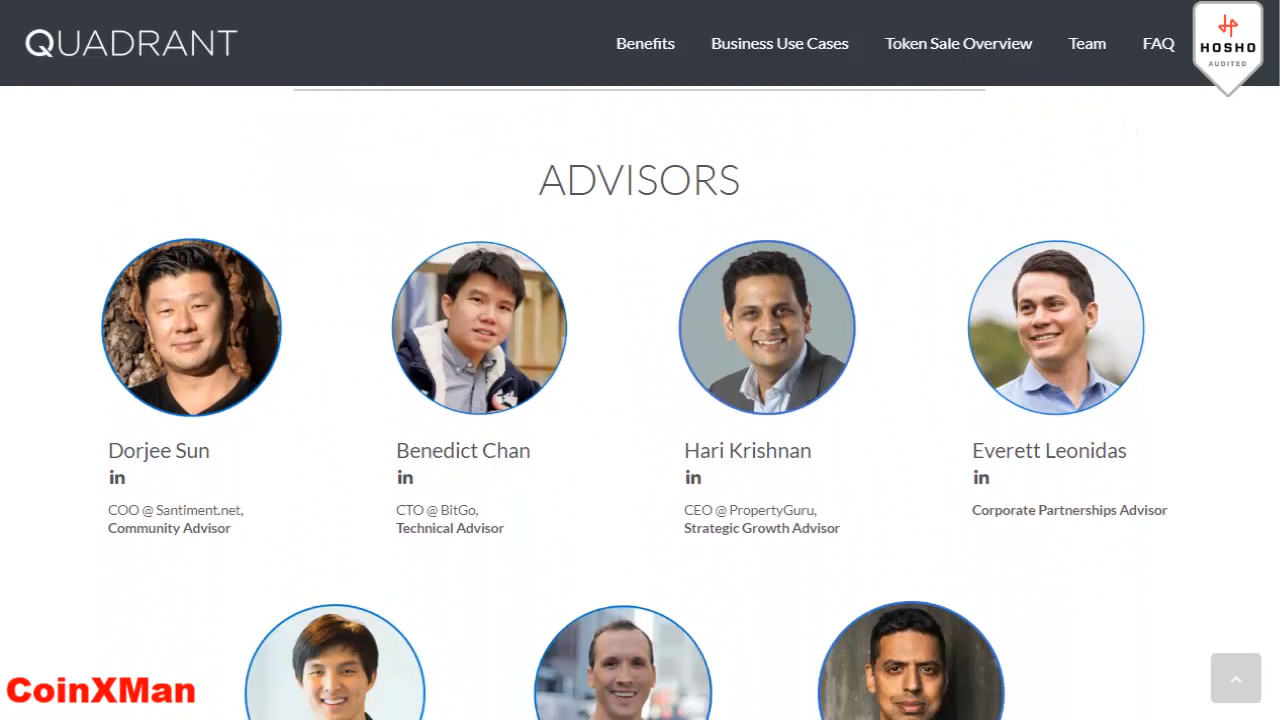 QUADRANT
Benefits
Business Use Cases
Token Sale Overview
Team
FAQ
HOSHO
AUDITED
ADVISORS
Dorjee Sun
in
COO @ Santiment.net,
Community Advisor
Benedict Chan
in
CTO @ BitGo,
Technical Advisor
Hari Krishnan
in
CEO @ PropertyGuru,
Strategic Growth Advisor
Everett Leonidas
in
Corporate Partnerships Advisor
CoinXMan